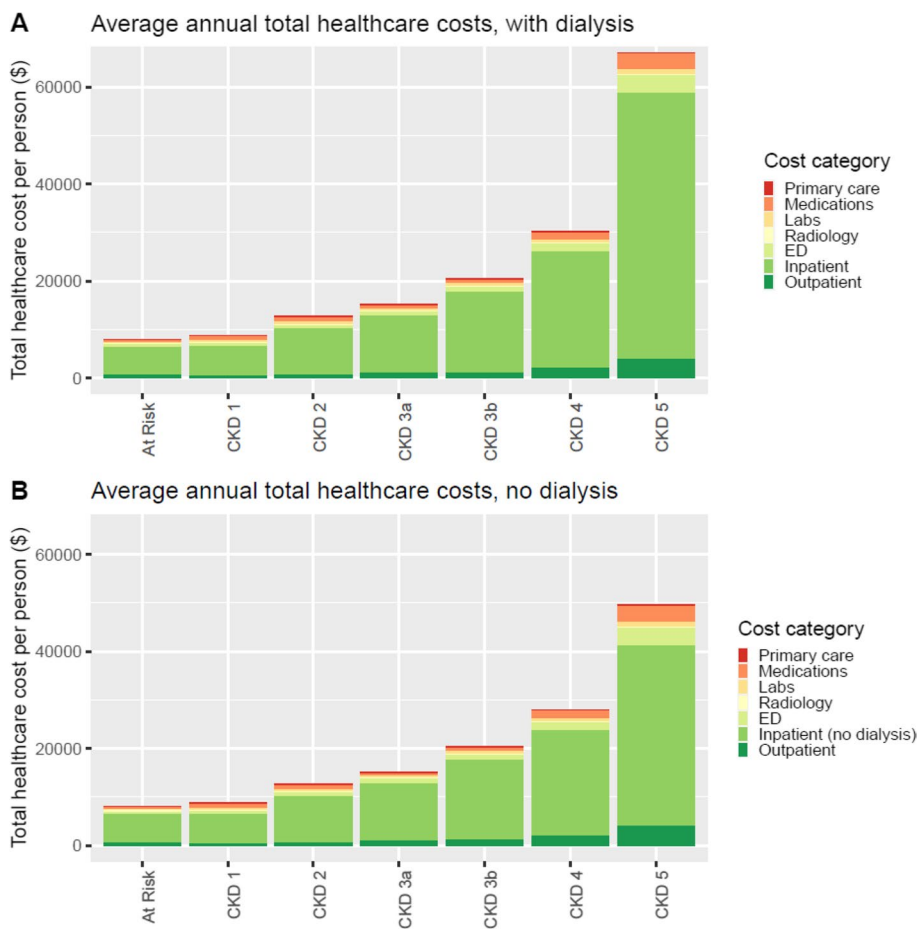 A Average annual total healthcare costs, with dialysis
Total healthcare cost per person ($)
60000
40000
20000
0
At Risk
CKD 1
CKD 2
CKD 3a
CKD 3b
CKD 4
CKD 5
Cost category
Primary care
Medications
Labs
Radiology
ED
Inpatient
Outpatient
B Average annual total healthcare costs, no dialysis
Total healthcare cost per person ($)
60000
40000
20000
0
At Risk
CKD 1
CKD 2
CKD 3a
CKD 3b
CKD 4
CKD 5
Cost category
Primary care
Medications
Labs
Radiology
ED
Inpatient (no dialysis)
Outpatient